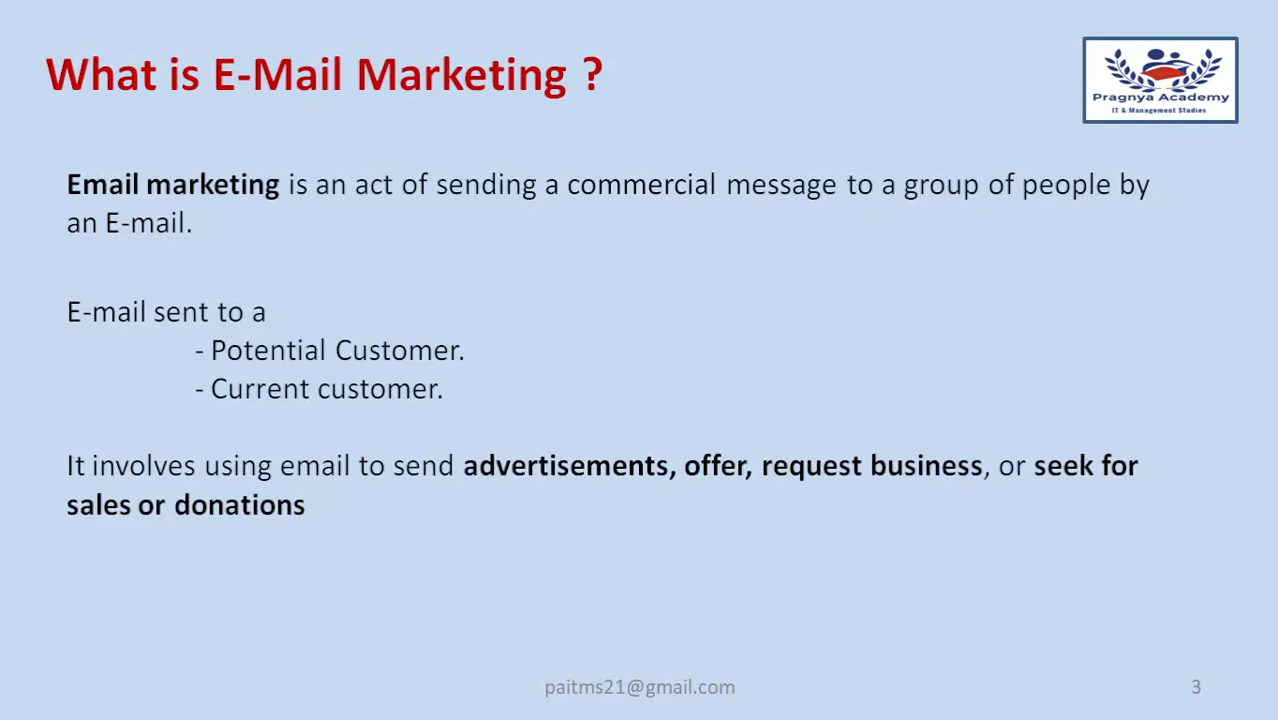 What is E-Mail Marketing ?
Pragnya Academy
IT & Management Studies
Email marketing is an act of sending a commercial message to a group of people by
an E-mail.
E-mail sent to a
- Potential Customer.
- Current customer.
It involves using email to send advertisements, offer, request business, or seek for
sales or donations
paitms21@gmail.com
3